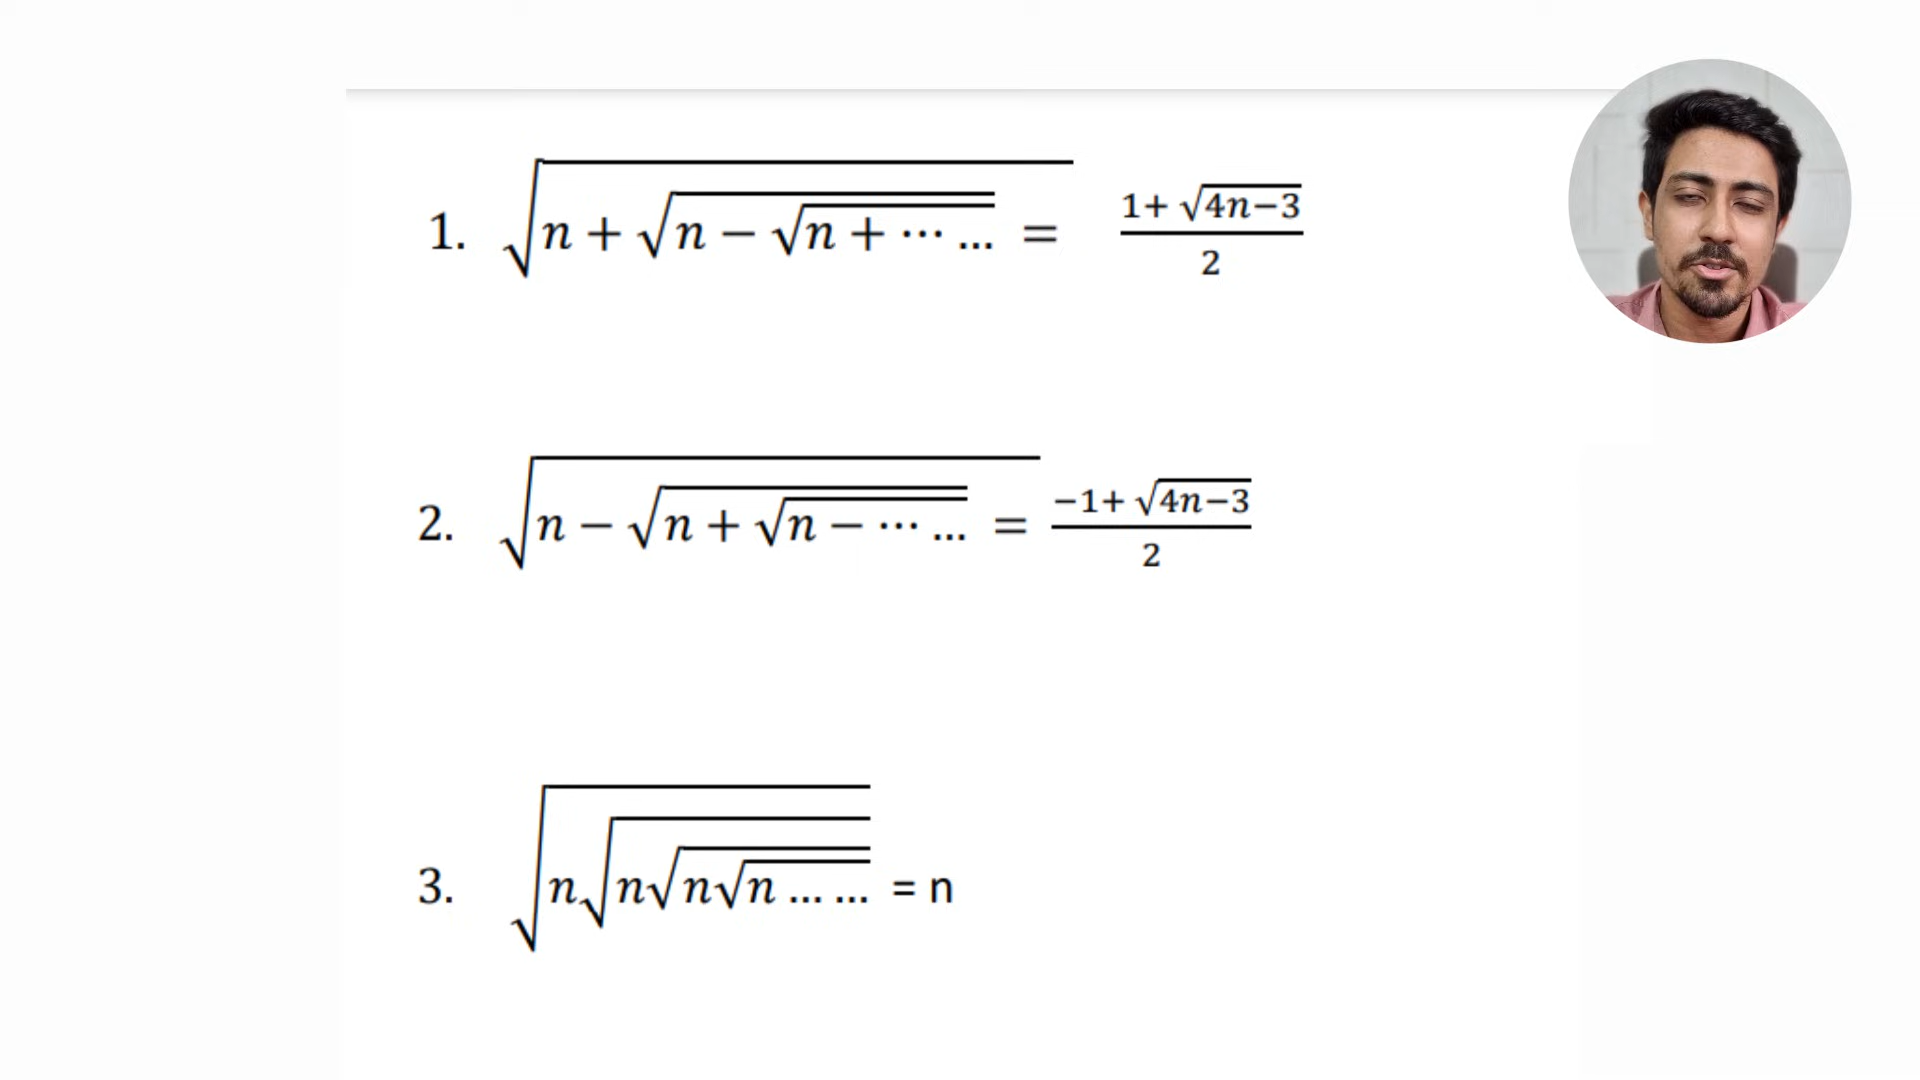 1. √(n + √(n − √(n + ⋯ ...))) = (1+ √(4n−3))/2
2. √(n − √(n + √(n − ⋯ ...))) = (−1+ √(4n−3))/2
3. √(n√(n√(n√(n ... ...)))) = n